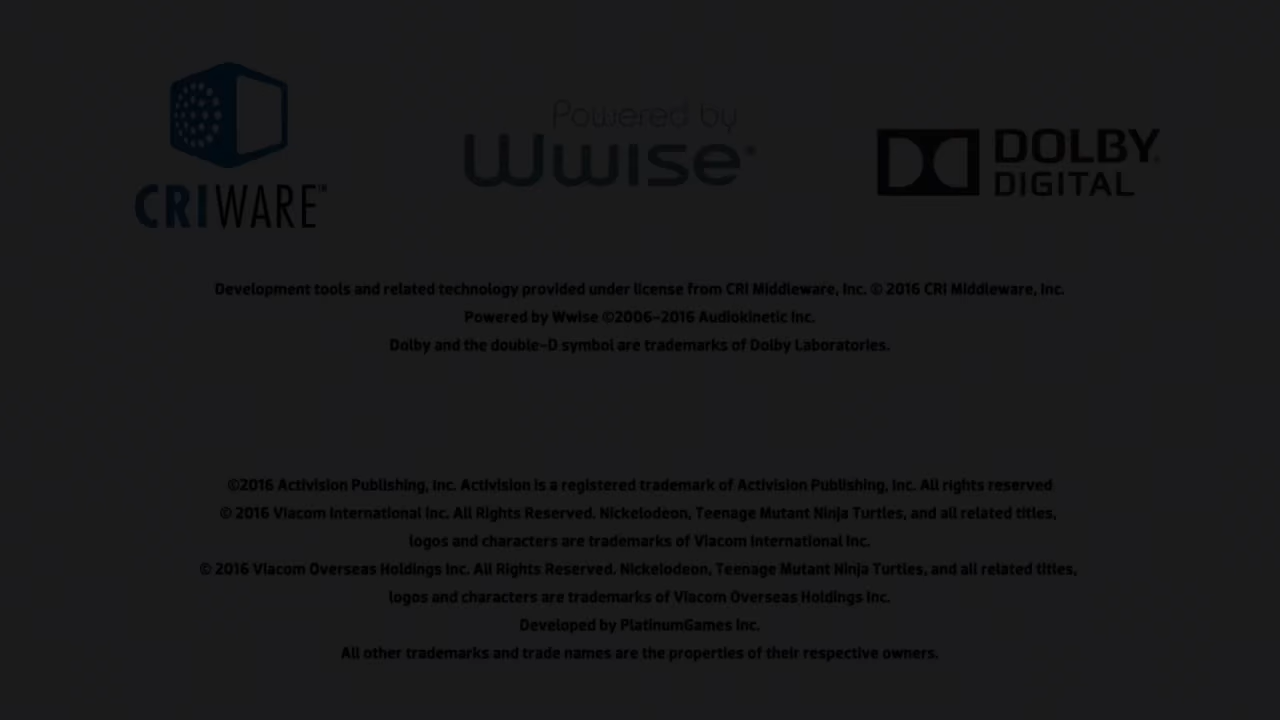 CRIWARE™
Powered by
Wwise®
DOLBY®
DIGITAL
Development tools and related technology provided under license from CRI Middleware, Inc. © 2016 CRI Middleware, Inc.
Powered by Wwise ©2006-2016 Audiokinetic Inc.
Dolby and the double-D symbol are trademarks of Dolby Laboratories.
©2016 Activision Publishing, Inc. Activision is a registered trademark of Activision Publishing, Inc. All rights reserved
© 2016 Viacom International Inc. All Rights Reserved. Nickelodeon, Teenage Mutant Ninja Turtles, and all related titles,
logos and characters are trademarks of Viacom International Inc.
© 2016 Viacom Overseas Holdings Inc. All Rights Reserved. Nickelodeon, Teenage Mutant Ninja Turtles, and all related titles,
logos and characters are trademarks of Viacom Overseas Holdings Inc.
Developed by PlatinumGames Inc.
All other trademarks and trade names are the properties of their respective owners.